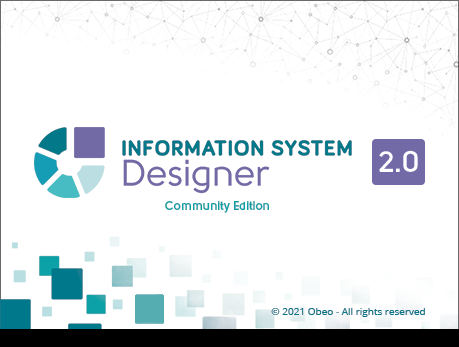 INFORMATION SYSTEM
Designer
2.0
Community Edition
© 2021 Obeo - All rights reserved